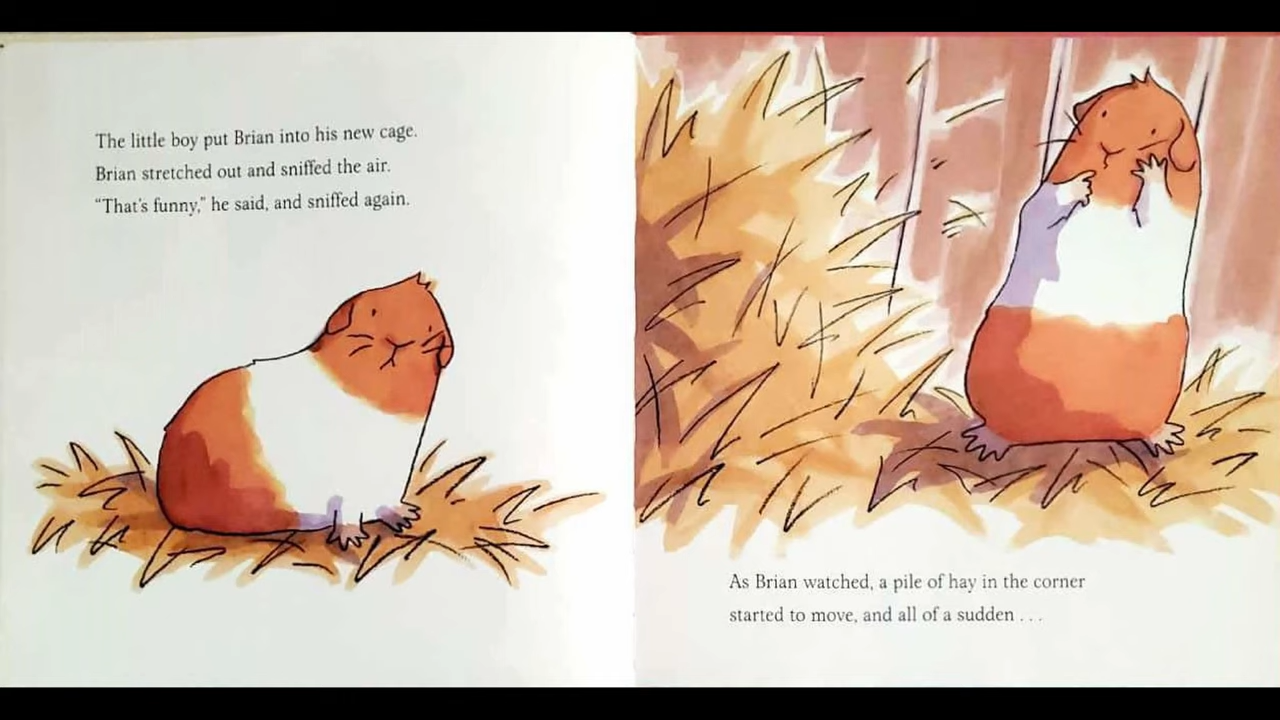 The little boy put Brian into his new cage.
Brian stretched out and sniffed the air.
“That’s funny,” he said, and sniffed again.
As Brian watched, a pile of hay in the corner
started to move, and all of a sudden . . .